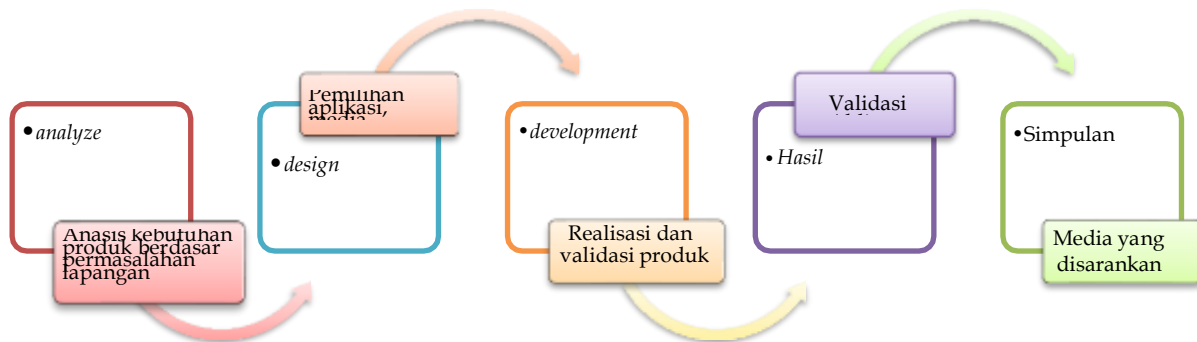 •analyze
Anasis kebutuhan
produk berdasar
permasalahan
lapangan
Pemilihan
aplikasi,
media
•design
•development
Realisasi dan
validasi produk
Validasi
•Hasil
•Simpulan
Media yang
disarankan